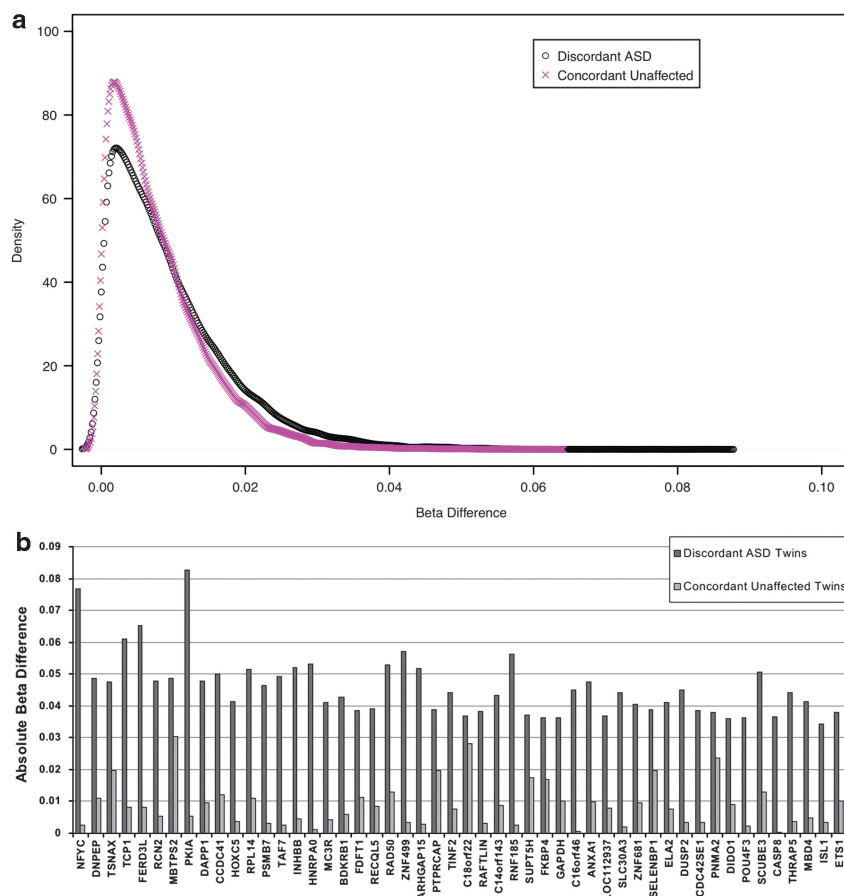 a
100
80
60
40
20
0
Density
Discordant ASD
Concordant Unaffected
0.00 0.02 0.04 0.06 0.08 0.10
Beta Difference
b
0.09
0.08
0.07
0.06
0.05
0.04
0.03
0.02
0.01
0
Absolute Beta Difference
Discordant ASD Twins
Concordant Unaffected Twins
NFYC
DNPEP
TSNAX
TCP1
FERD3L
RCN2
MBTPS2
PKIA
DAPP1
CCDC41
HOXC5
RPL14
PSMB7
TAF7
INHBB
HNRPA0
MC3R
BDKRB1
FDFT1
RECQL5
RAD50
ZNF499
ARHGAP15
PTPRCAP
TINF2
C18orf22
RAFTLIN
C14orf143
RNF185
SUPT5H
FKBP4
GAPDH
C16orf46
ANXA1
LOC112937
SLC30A3
ZNF681
SELENBP1
ELA2
DUSP2
CDC42SE1
CASP8
PNMA2
DIDO1
POU4F3
SCUBE3
THRAP5
MBD4
ISL1
ETS1